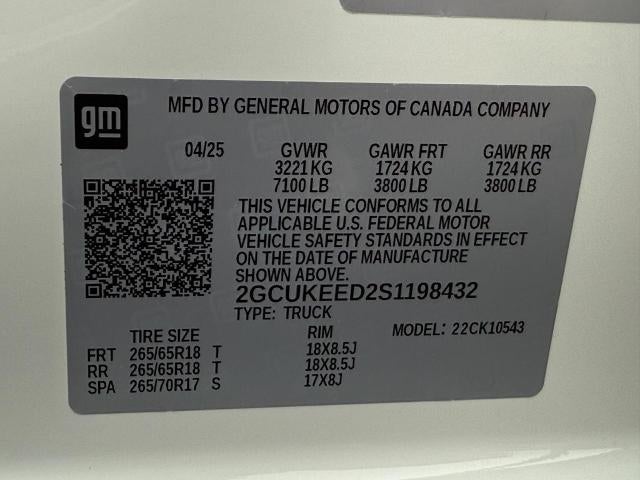 gm
MFD BY GENERAL MOTORS OF CANADA COMPANY
04/25 GVWR GAWR FRT GAWR RR
3221 KG 1724 KG 1724 KG
7100 LB 3800 LB 3800 LB
THIS VEHICLE CONFORMS TO ALL
APPLICABLE U.S. FEDERAL MOTOR
VEHICLE SAFETY STANDARDS IN EFFECT
ON THE DATE OF MANUFACTURE
SHOWN ABOVE.
2GCUKEED2S1198432
TYPE: TRUCK
TIRE SIZE RIM MODEL: 22CK10543
FRT 265/65R18 T 18X8.5J
RR 265/65R18 T 18X8.5J
SPA 265/70R17 S 17X8J